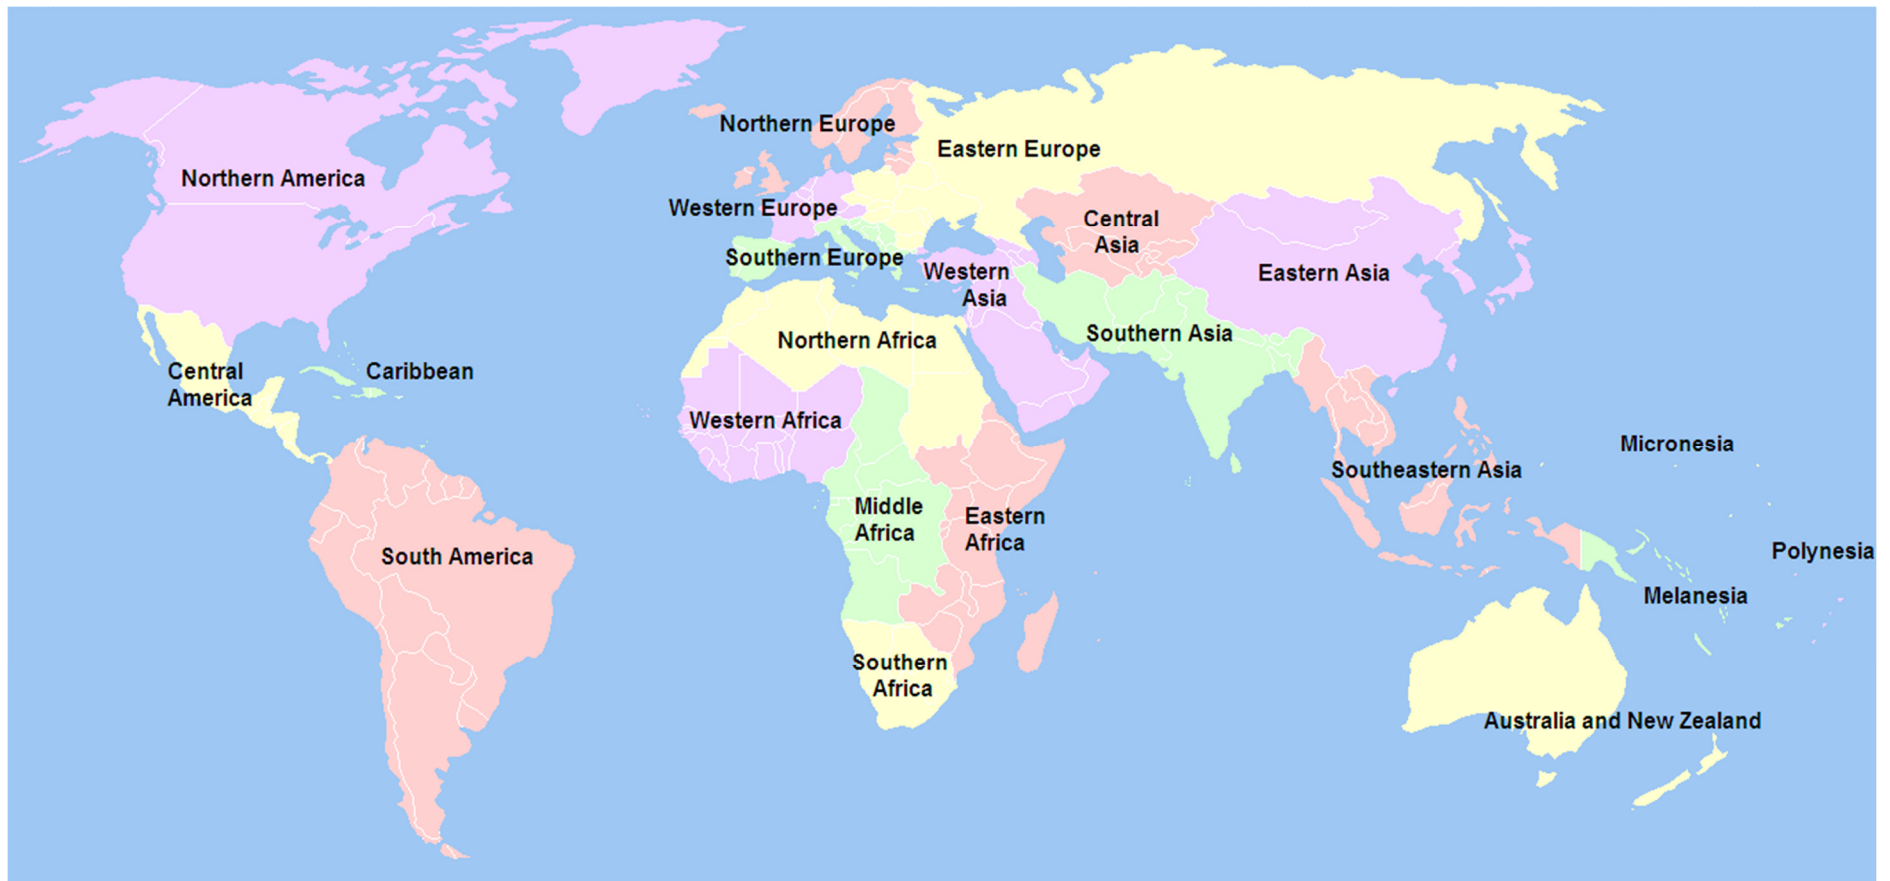 Northern Europe
Eastern Europe
Northern America
Western Europe
Central
Asia
Southern Europe
Western
Asia
Eastern Asia
Southern Asia
Northern Africa
Central
America
Caribbean
Western Africa
Micronesia
Southeastern Asia
Middle
Africa
Eastern
Africa
South America
Polynesia
Melanesia
Southern
Africa
Australia and New Zealand